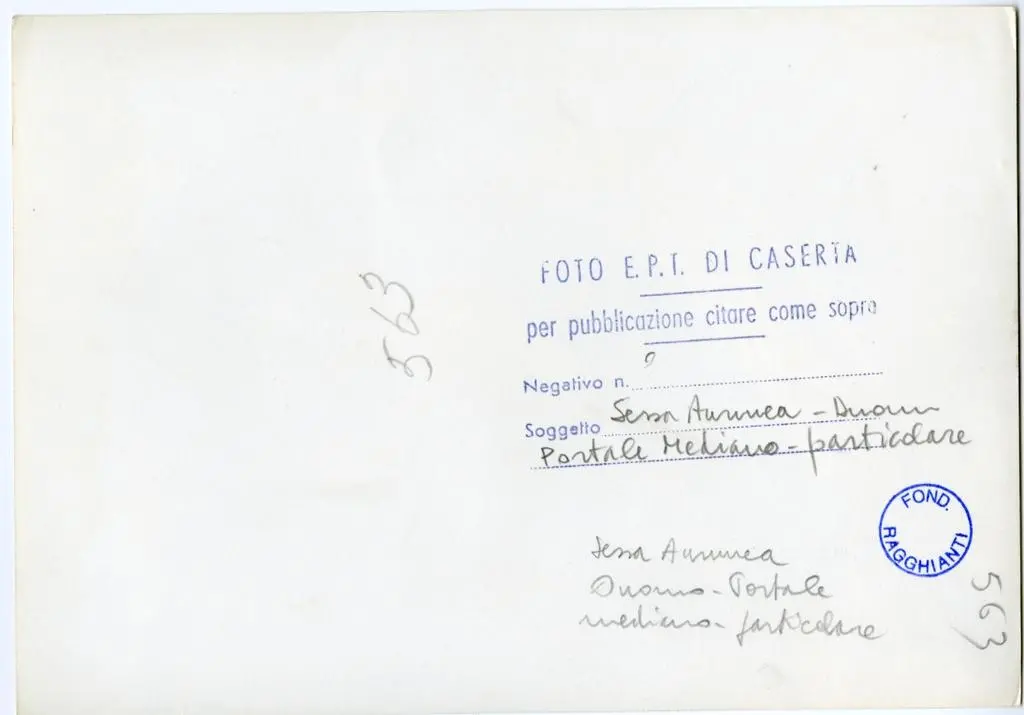 563
FOTO E.P.T. DI CASERTA
per pubblicazione citare come sopra
Negativo n. 9
Soggetto Sessa Aurunca - Duomo
Portale Mediano - particolare
FOND. RAGGHIANTI
Sessa Aurunca
Duomo - Portale
mediano - particolare
563